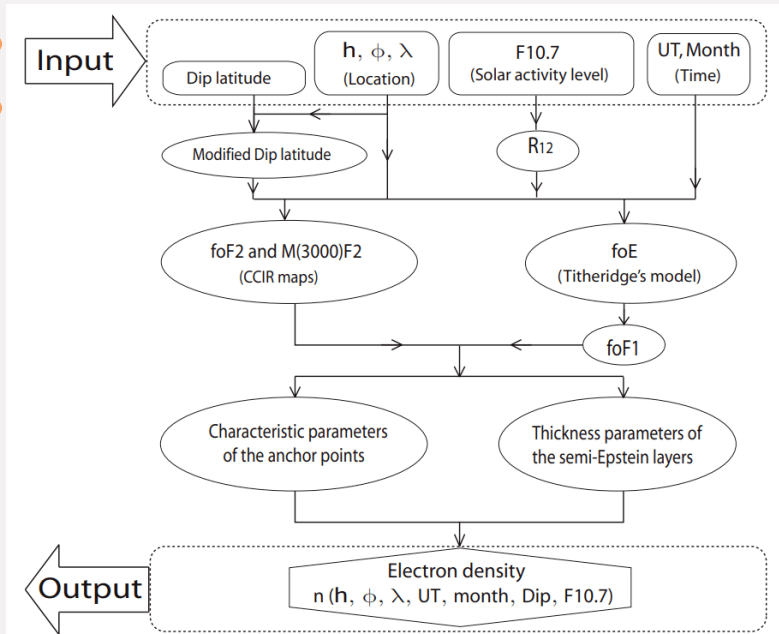 Input
Dip latitude
h, ϕ, λ
(Location)
F10.7
(Solar activity level)
UT, Month
(Time)
Modified Dip latitude
R12
foF2 and M(3000)F2
(CCIR maps)
foE
(Titheridge's model)
foF1
Characteristic parameters
of the anchor points
Thickness parameters of
the semi-Epstein layers
Output
Electron density
n (h, ϕ, λ, UT, month, Dip, F10.7)